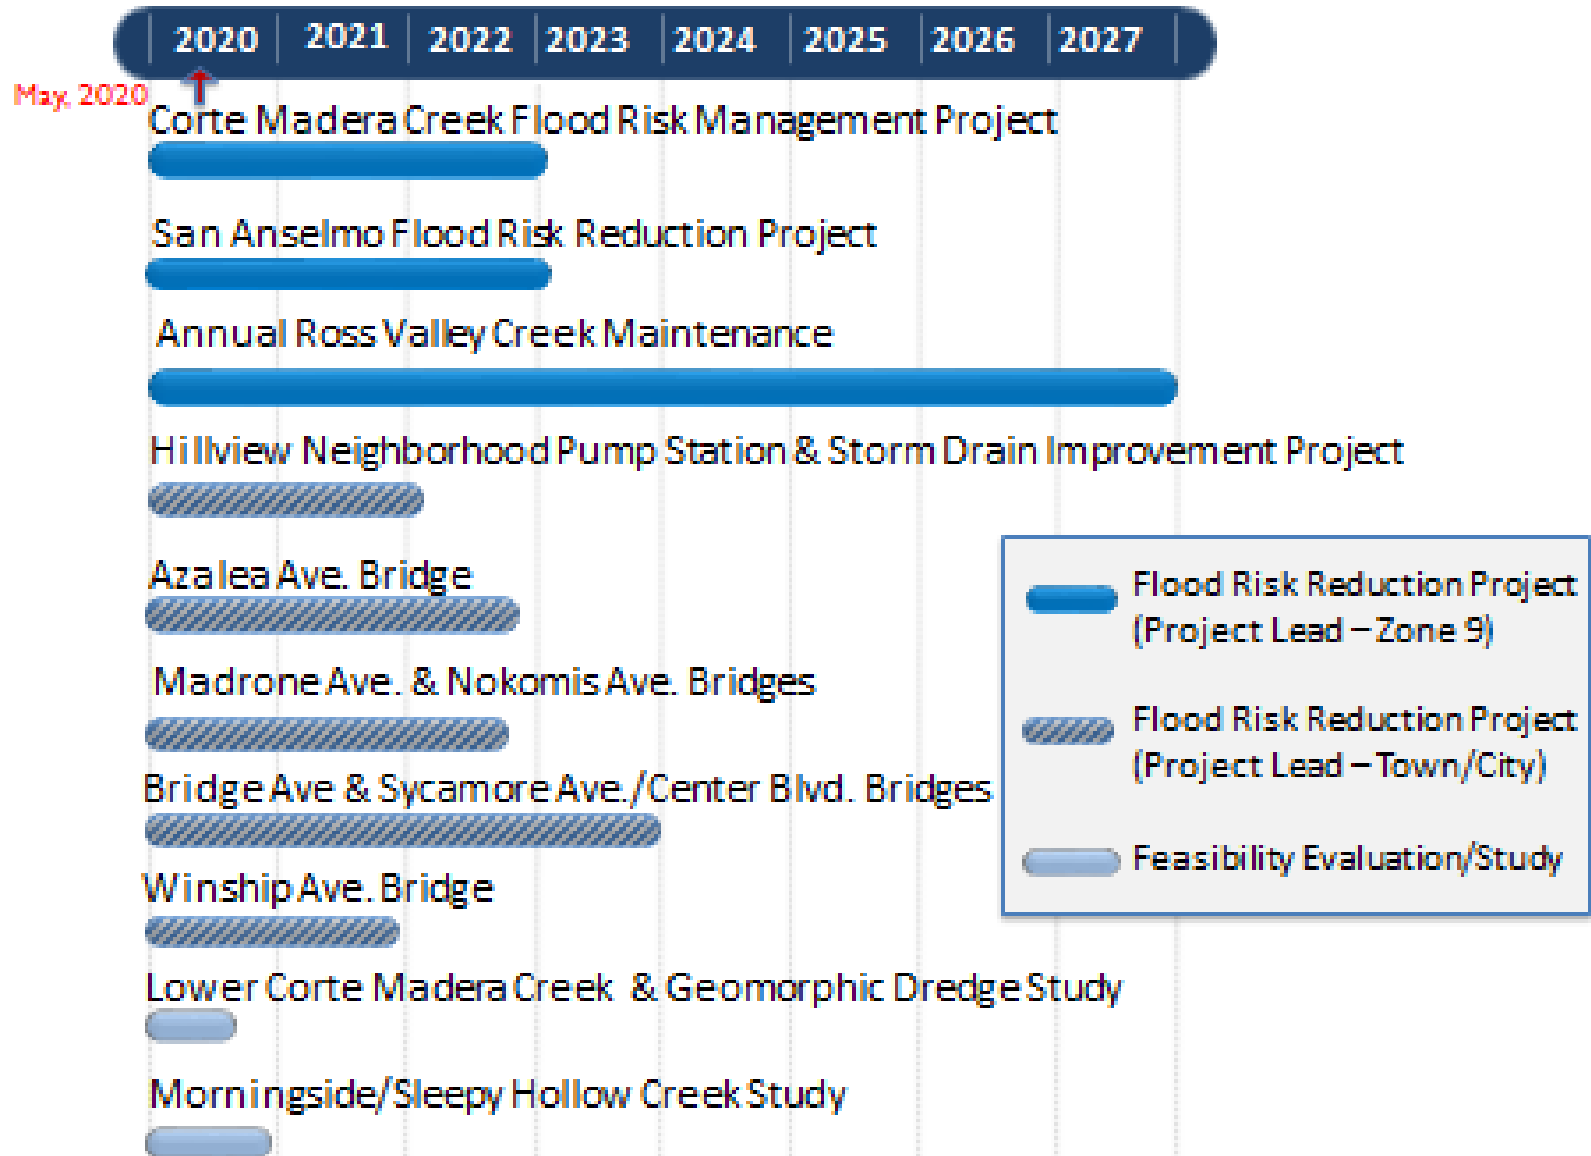 2020 2021 2022 2023 2024 2025 2026 2027
May, 2020
Corte Madera Creek Flood Risk Management Project
San Anselmo Flood Risk Reduction Project
Annual Ross Valley Creek Maintenance
Hilllview Neighborhood Pump Station & Storm Drain Improvement Project
Azalea Ave. Bridge
Madrone Ave. & Nokomis Ave. Bridges
Bridge Ave & Sycamore Ave./Center Blvd. Bridges
Winship Ave. Bridge
Lower Corte Madera Creek & Geomorphic Dredge Study
Morningside/Sleepy Hollow Creek Study
Flood Risk Reduction Project
(Project Lead – Zone 9)
Flood Risk Reduction Project
(Project Lead – Town/City)
Feasibility Evaluation/Study